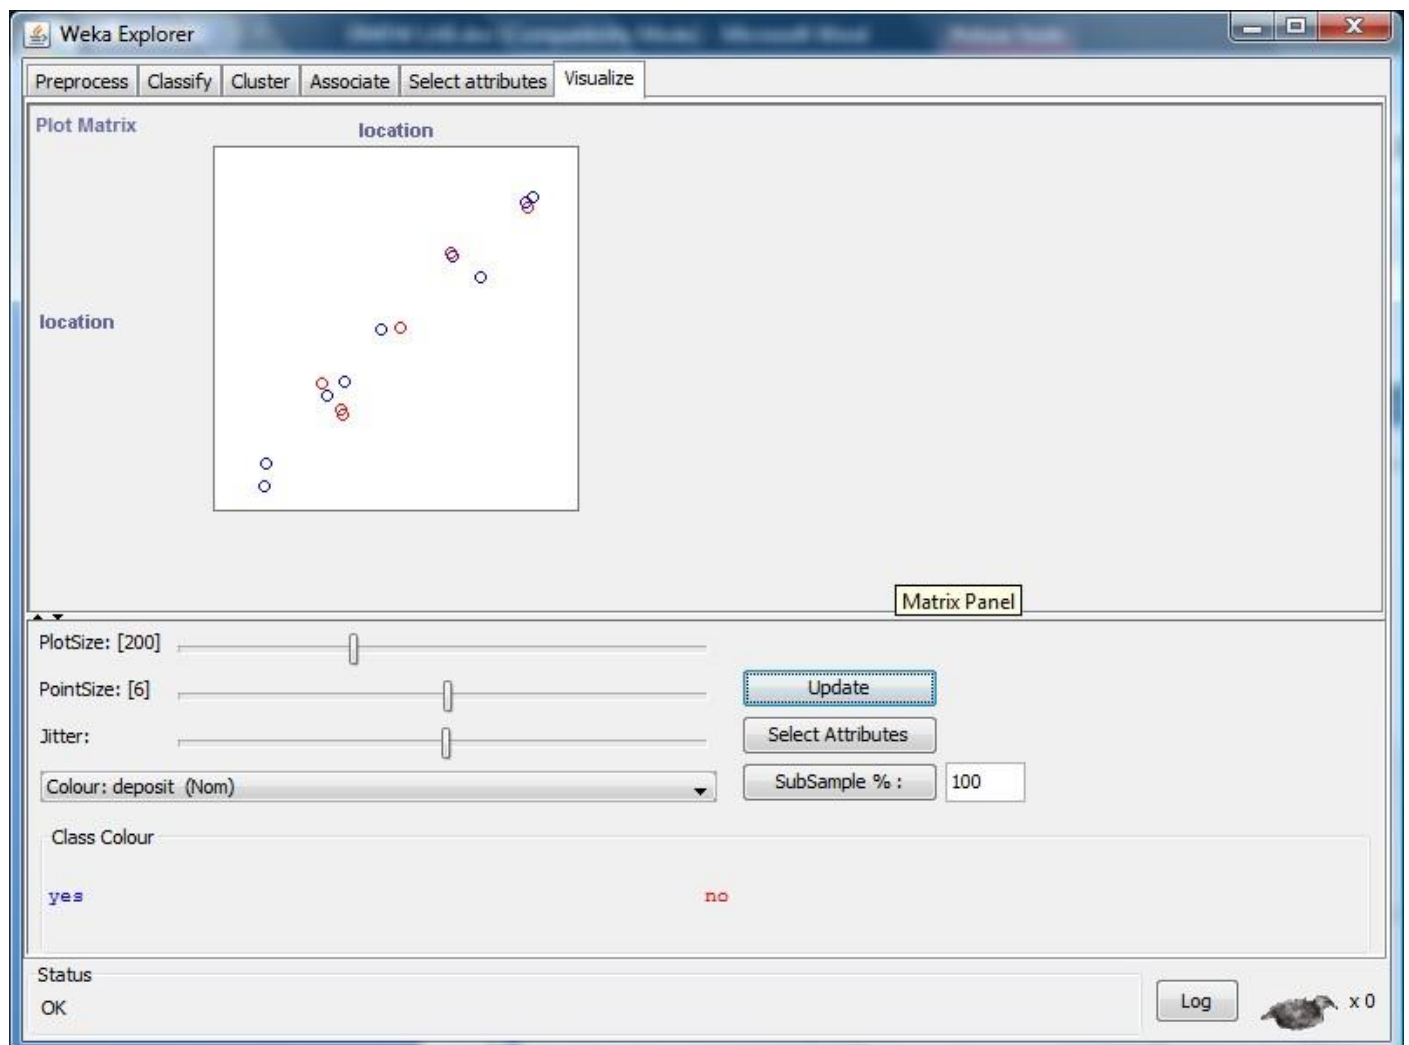 Weka Explorer
Preprocess Classify Cluster Associate Select attributes Visualize
Plot Matrix
location
location
Matrix Panel
PlotSize: [200]
PointSize: [6]
Update
Jitter:
Select Attributes
Colour: deposit (Nom)
SubSample % : 100
Class Colour
yes no
Status
OK
Log
x 0